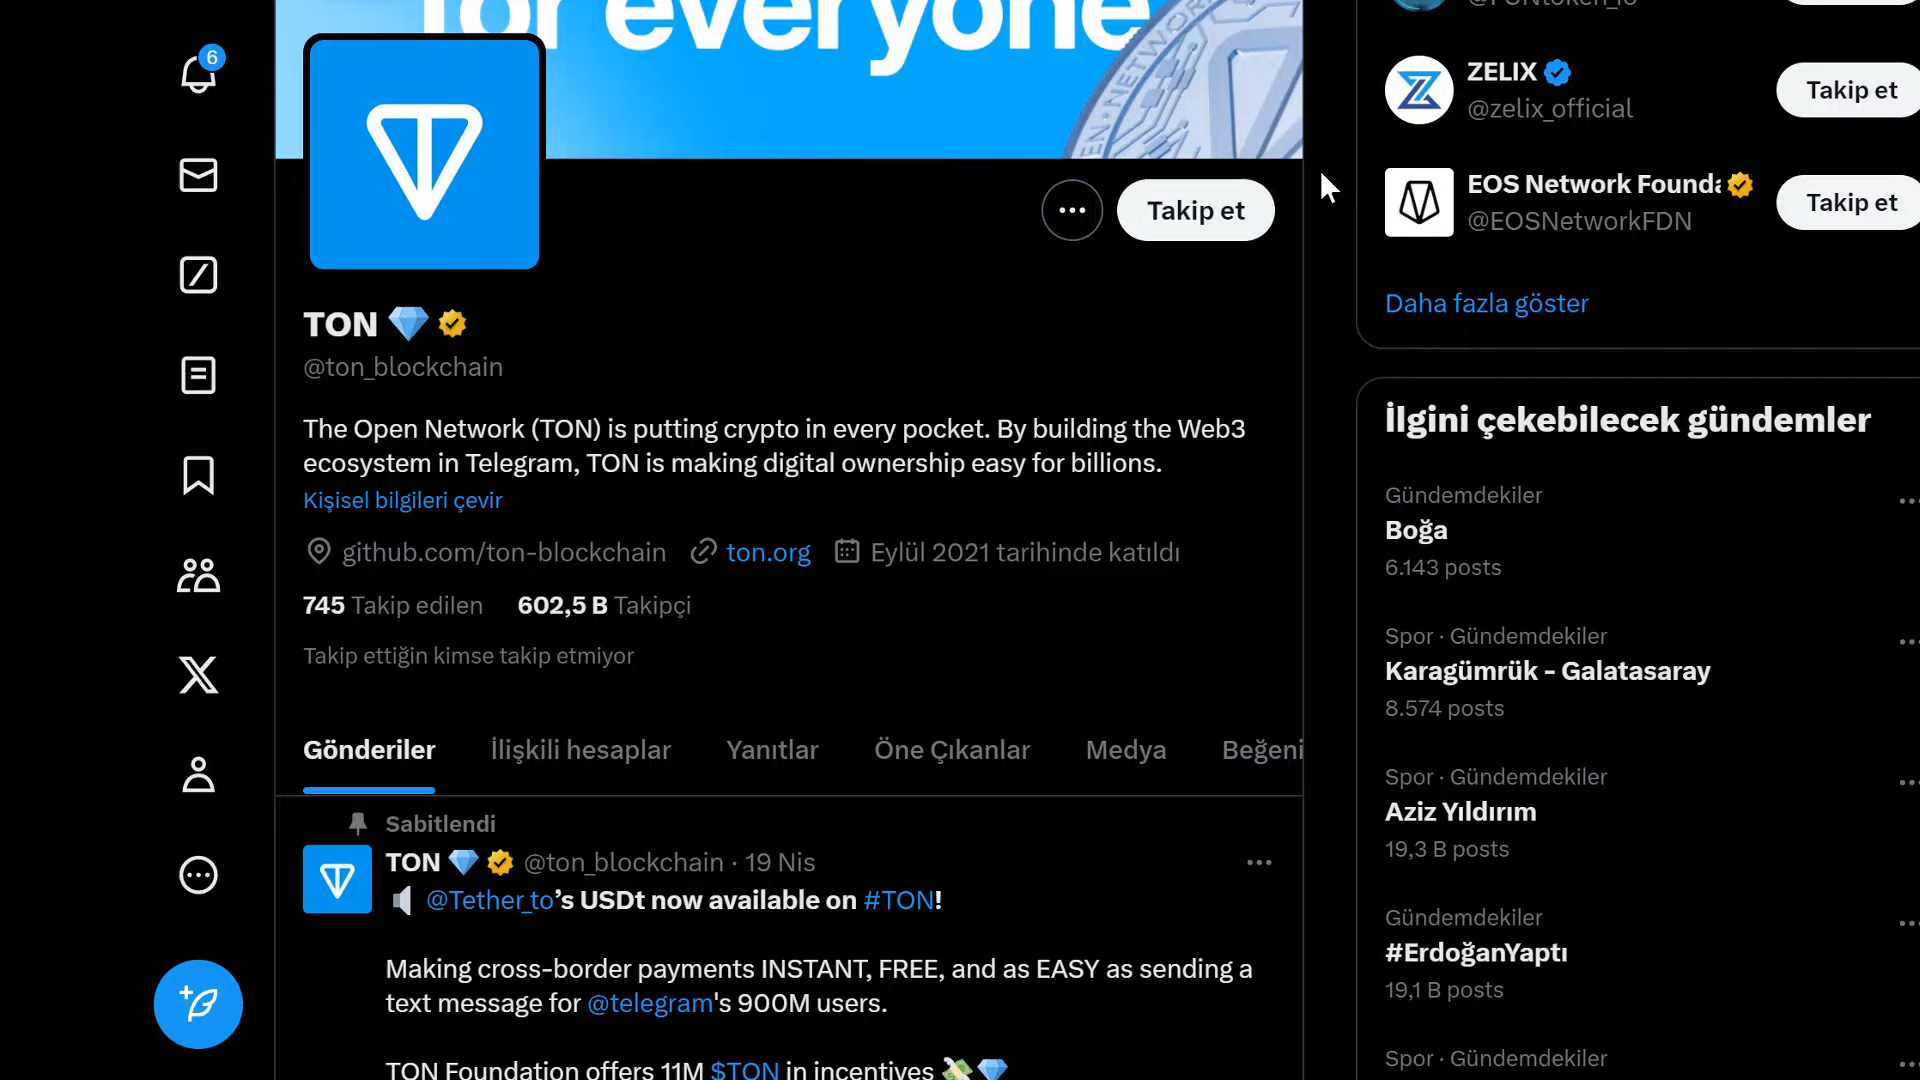 for everyone
EN · NETWORK
6
Takip et
TON 💎
@ton_blockchain
The Open Network (TON) is putting crypto in every pocket. By building the Web3
ecosystem in Telegram, TON is making digital ownership easy for billions.
Kişisel bilgileri çevir
github.com/ton-blockchain ton.org Eylül 2021 tarihinde katıldı
745 Takip edilen 602,5 B Takipçi
Takip ettiğin kimse takip etmiyor
Gönderiler İlişkili hesaplar Yanıtlar Öne Çıkanlar Medya Beğeni
Sabitlendi
TON 💎 @ton_blockchain · 19 Nis
@Tether_to’s USDt now available on #TON!
Making cross-border payments INSTANT, FREE, and as EASY as sending a
text message for @telegram's 900M users.
TON Foundation offers 11M $TON in incentives 💸💎
ZELIX
@zelix_official
Takip et
EOS Network Founda
@EOSNetworkFDN
Takip et
Daha fazla göster
İlgini çekebilecek gündemler
Gündemdekiler
Boğa
6.143 posts
Spor · Gündemdekiler
Karagümrük - Galatasaray
8.574 posts
Spor · Gündemdekiler
Aziz Yıldırım
19,3 B posts
Gündemdekiler
#ErdoğanYaptı
19,1 B posts
Spor · Gündemdekiler